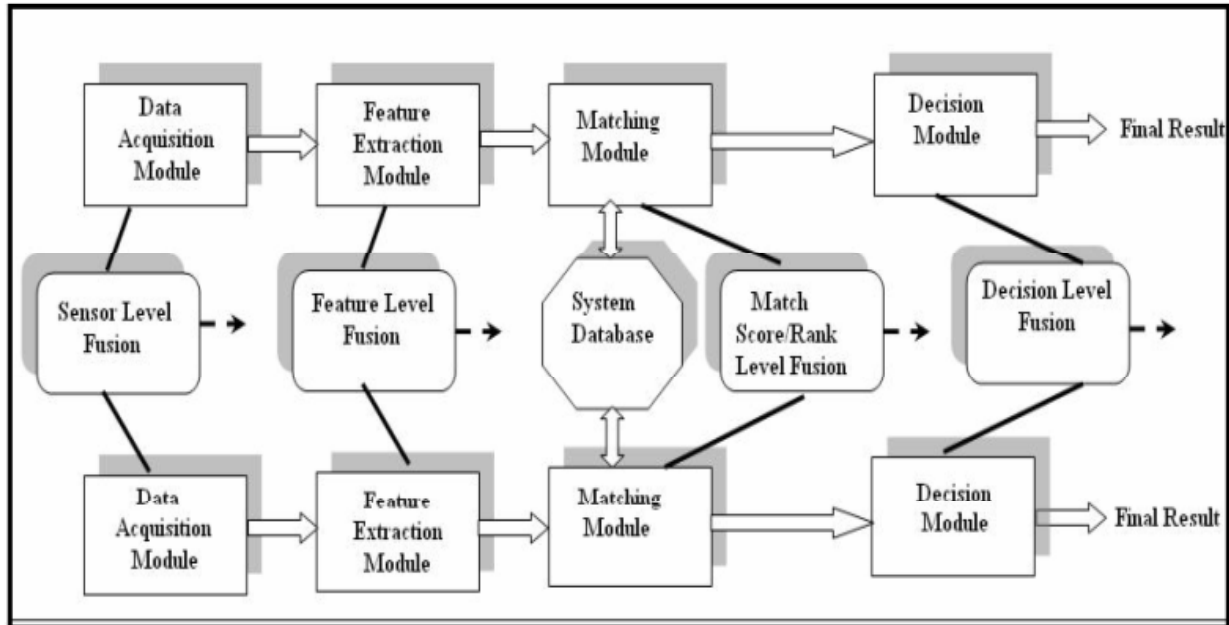 Data
Acquisition
Module
Feature
Extraction
Module
Matching
Module
Decision
Module
Final Result
Sensor Level
Fusion
Feature Level
Fusion
System
Database
Match
Score/Rank
Level Fusion
Decision Level
Fusion
Data
Acquisition
Module
Feature
Extraction
Module
Matching
Module
Decision
Module
Final Result